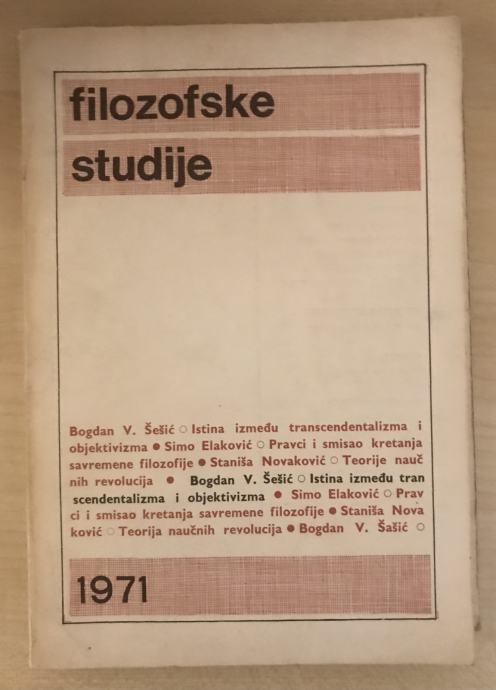 filozofske
studije
Bogdan V. Šešić ○ Istina između transcendentalizma i
objektivizma ● Simo Elaković ○ Pravci i smisao kretanja
savremene filozofije ● Staniša Novaković ○ Teorije nauč
nih revolucija ● Bogdan V. Šešić ○ Istina između tran
scendentalizma i objektivizma ● Simo Elaković ○ Prav
ci i smisao kretanja savremene filozofije ● Staniša Nova
ković ○ Teorija naučnih revolucija ● Bogdan V. Šašić ○
1971